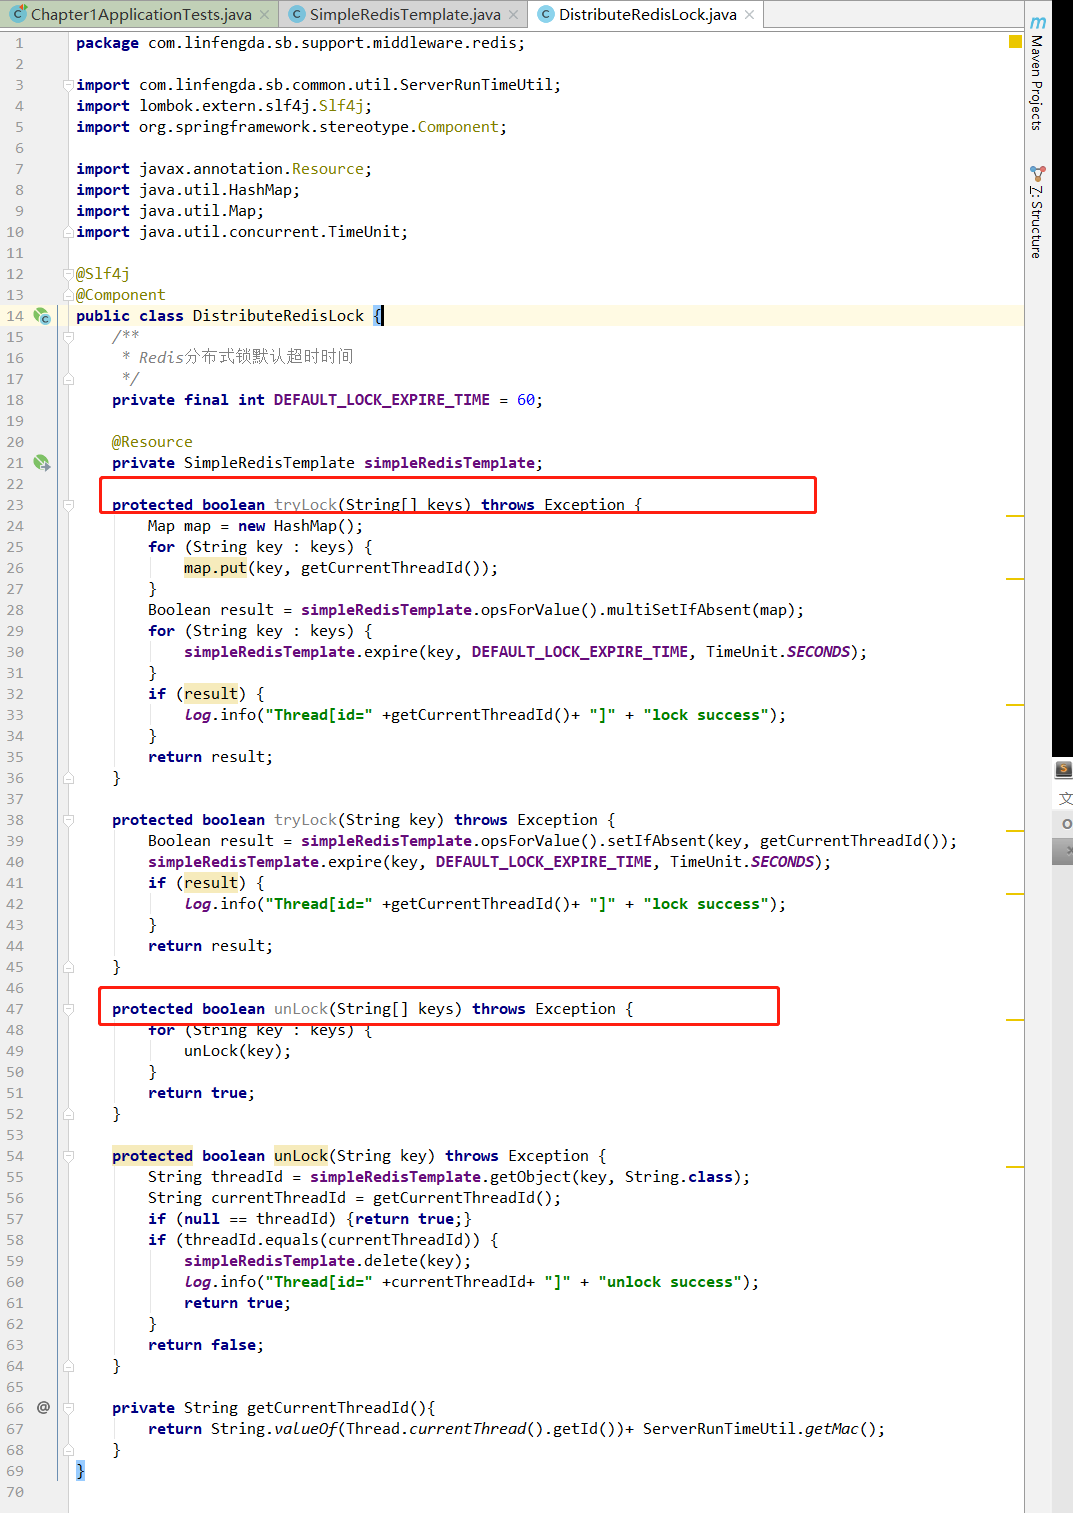 Chapter1ApplicationTests.java × SimpleRedisTemplate.java × DistributeRedisLock.java ×
1 package com.linfengda.sb.support.middleware.redis;
2
3 import com.linfengda.sb.common.util.ServerRunTimeUtil;
4 import lombok.extern.slf4j.Slf4j;
5 import org.springframework.stereotype.Component;
6
7 import javax.annotation.Resource;
8 import java.util.HashMap;
9 import java.util.Map;
10 import java.util.concurrent.TimeUnit;
11
12 @Slf4j
13 @Component
14 public class DistributeRedisLock {
15 /**
16 * Redis分布式锁默认超时时间
17 */
18 private final int DEFAULT_LOCK_EXPIRE_TIME = 60;
19
20 @Resource
21 private SimpleRedisTemplate simpleRedisTemplate;
22
23 protected boolean tryLock(String[] keys) throws Exception {
24 Map map = new HashMap();
25 for (String key : keys) {
26 map.put(key, getCurrentThreadId());
27 }
28 Boolean result = simpleRedisTemplate.opsForValue().multiSetIfAbsent(map);
29 for (String key : keys) {
30 simpleRedisTemplate.expire(key, DEFAULT_LOCK_EXPIRE_TIME, TimeUnit.SECONDS);
31 }
32 if (result) {
33 log.info("Thread[id=" +getCurrentThreadId()+ "]" + "lock success");
34 }
35 return result;
36 }
37
38 protected boolean tryLock(String key) throws Exception {
39 Boolean result = simpleRedisTemplate.opsForValue().setIfAbsent(key, getCurrentThreadId());
40 simpleRedisTemplate.expire(key, DEFAULT_LOCK_EXPIRE_TIME, TimeUnit.SECONDS);
41 if (result) {
42 log.info("Thread[id=" +getCurrentThreadId()+ "]" + "lock success");
43 }
44 return result;
45 }
46
47 protected boolean unLock(String[] keys) throws Exception {
48 for (String key : keys) {
49 unLock(key);
50 }
51 return true;
52 }
53
54 protected boolean unLock(String key) throws Exception {
55 String threadId = simpleRedisTemplate.getObject(key, String.class);
56 String currentThreadId = getCurrentThreadId();
57 if (null == threadId) {return true;}
58 if (threadId.equals(currentThreadId)) {
59 simpleRedisTemplate.delete(key);
60 log.info("Thread[id=" +currentThreadId+ "]" + "unlock success");
61 return true;
62 }
63 return false;
64 }
65
66 @ private String getCurrentThreadId(){
67 return String.valueOf(Thread.currentThread().getId())+ ServerRunTimeUtil.getMac();
68 }
69 }
70
m Maven Projects
7: Structure
S
文